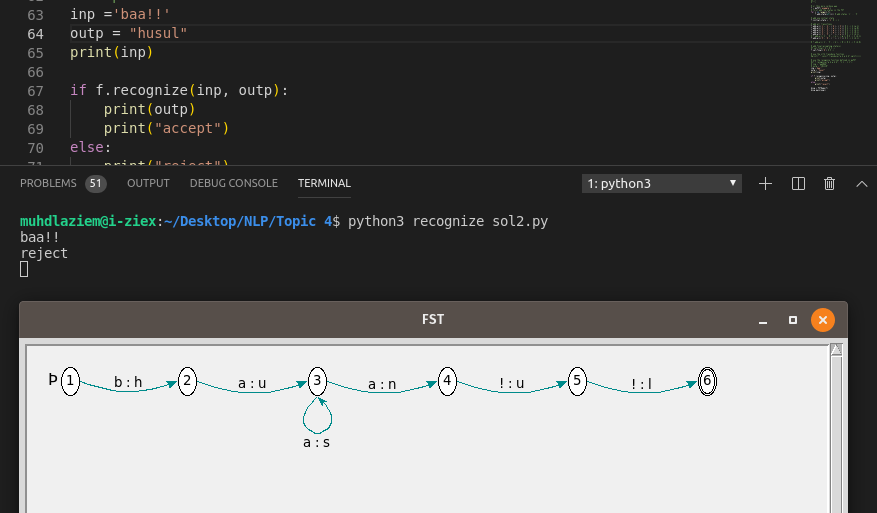 63 inp ='baa!!'
64 outp = "husul"
65 print(inp)
66
67 if f.recognize(inp, outp):
68 print(outp)
69 print("accept")
70 else:
71 print("reject")
PROBLEMS 51 OUTPUT DEBUG CONSOLE TERMINAL 1: python3
muhdlaziem@i-ziex:~/Desktop/NLP/Topic 4$ python3 recognize sol2.py
baa!!
reject
FST
Þ 1 b:h 2 a:u 3 a:n 4 !:u 5 !:l 6
a:s